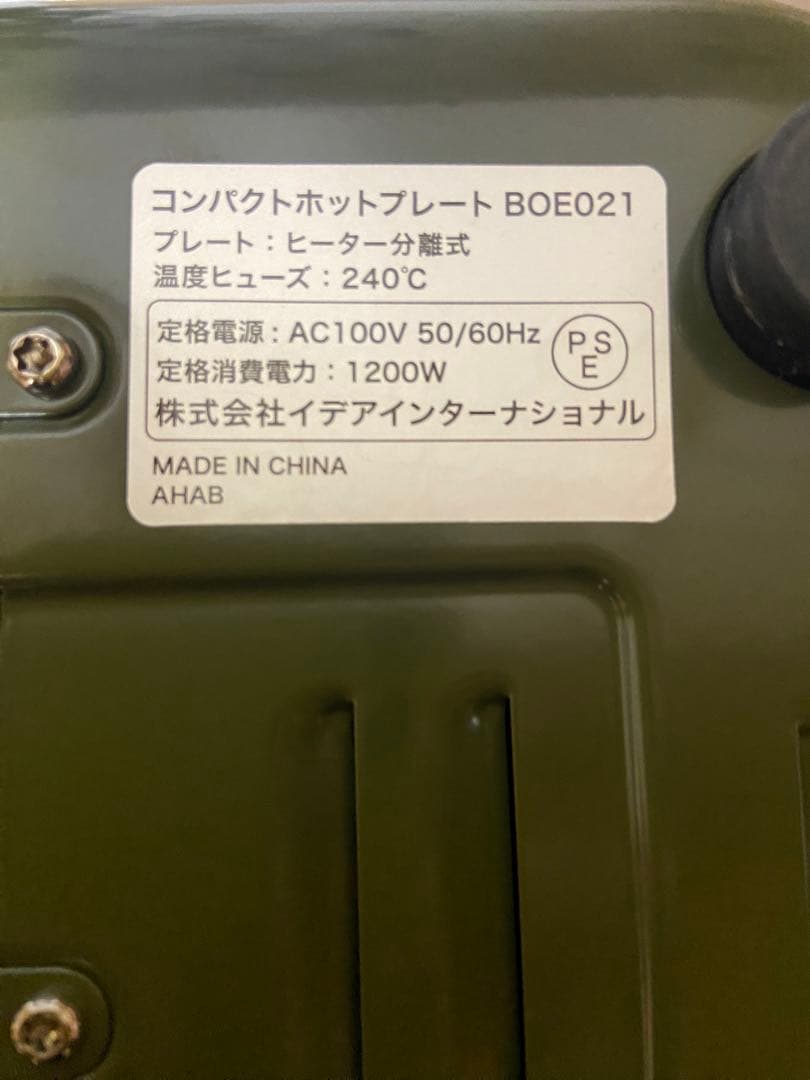 コンパクトホットプレート BOE021
プレート：ヒーター分離式
温度ヒューズ：240℃
定格電源：AC100V 50/60Hz
PSE
定格消費電力：1200W
株式会社イデアインターナショナル
MADE IN CHINA
AHAB